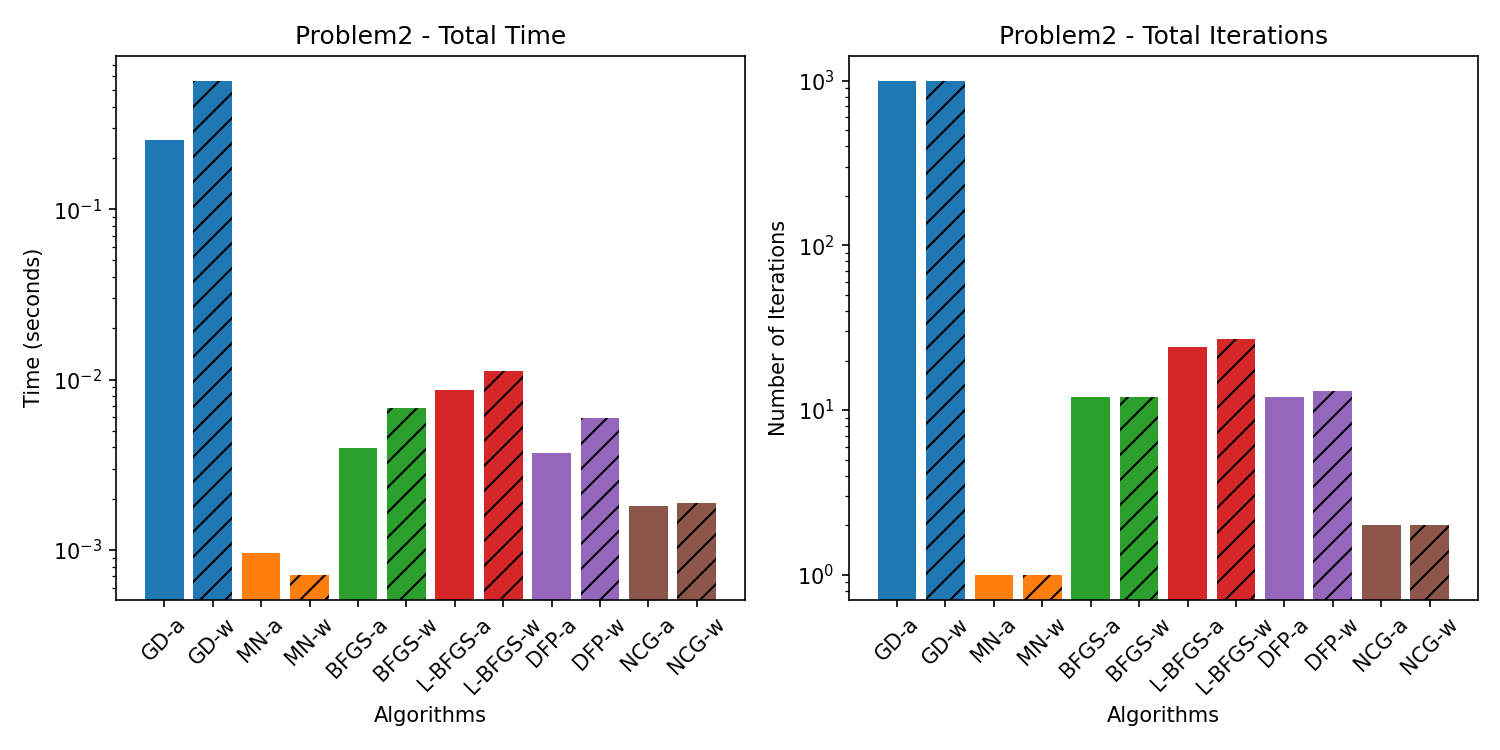 Problem2 - Total Time
Time (seconds)
10⁻¹
10⁻²
10⁻³
GD-a
GD-w
MN-a
MN-w
BFGS-a
BFGS-w
L-BFGS-a
L-BFGS-w
DFP-a
DFP-w
NCG-a
NCG-w
Algorithms
Problem2 - Total Iterations
Number of Iterations
10³
10²
10¹
10⁰
GD-a
GD-w
MN-a
MN-w
BFGS-a
BFGS-w
L-BFGS-a
L-BFGS-w
DFP-a
DFP-w
NCG-a
NCG-w
Algorithms